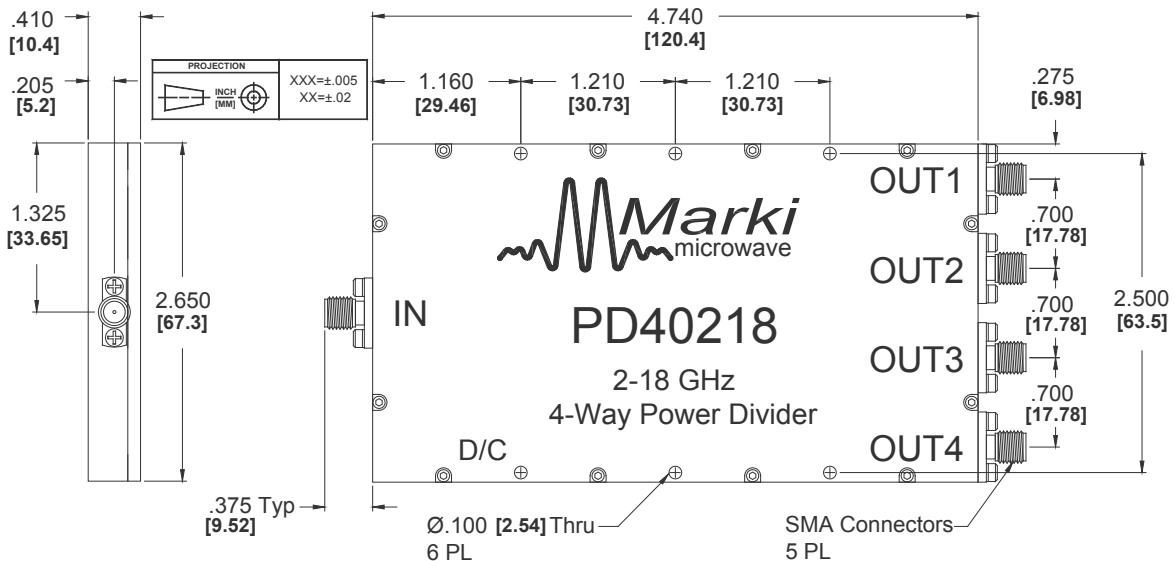 .410
[10.4]
.205
[5.2]
PROJECTION
INCH
[MM]
XXX=±.005
XX=±.02
4.740
[120.4]
1.160
[29.46]
1.210
[30.73]
1.210
[30.73]
.275
[6.98]
1.325
[33.65]
2.650
[67.3]
IN
Marki
microwave
PD40218
2-18 GHz
4-Way Power Divider
D/C
OUT1
OUT2
OUT3
OUT4
.700
[17.78]
.700
[17.78]
.700
[17.78]
2.500
[63.5]
.375 Typ
[9.52]
Ø.100 [2.54] Thru
6 PL
SMA Connectors
5 PL